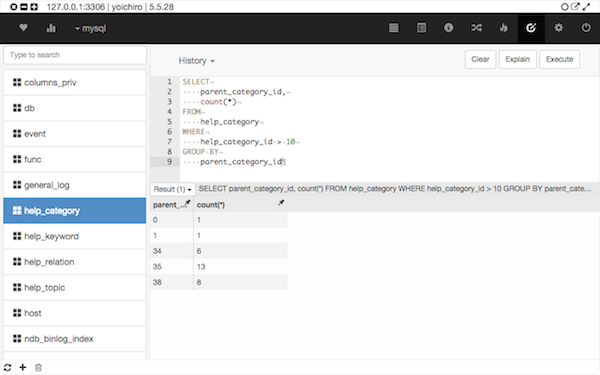 127.0.0.1:3306 | yoichiro | 5.5.28
mysql
Type to search
columns_priv
db
event
func
general_log
help_category
help_keyword
help_relation
help_topic
host
ndb_binlog_index
History
Clear
Explain
Execute
1 SELECT¬
2 ····parent_category_id,¬
3 ····count(*)¬
4 FROM¬
5 ····help_category¬
6 WHERE¬
7 ····help_category_id·>·10¬
8 GROUP·BY¬
9 ····parent_category_id¶
Result (1) SELECT parent_category_id, count(*) FROM help_category WHERE help_category_id > 10 GROUP BY parent_cate...
parent_... count(*)
0 1
1 1
34 6
35 13
38 8